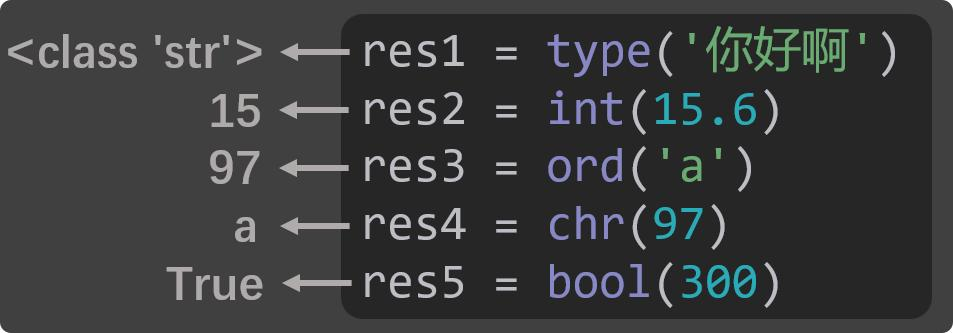 <class 'str'> res1 = type('你好啊')
15 res2 = int(15.6)
97 res3 = ord('a')
a res4 = chr(97)
True res5 = bool(300)